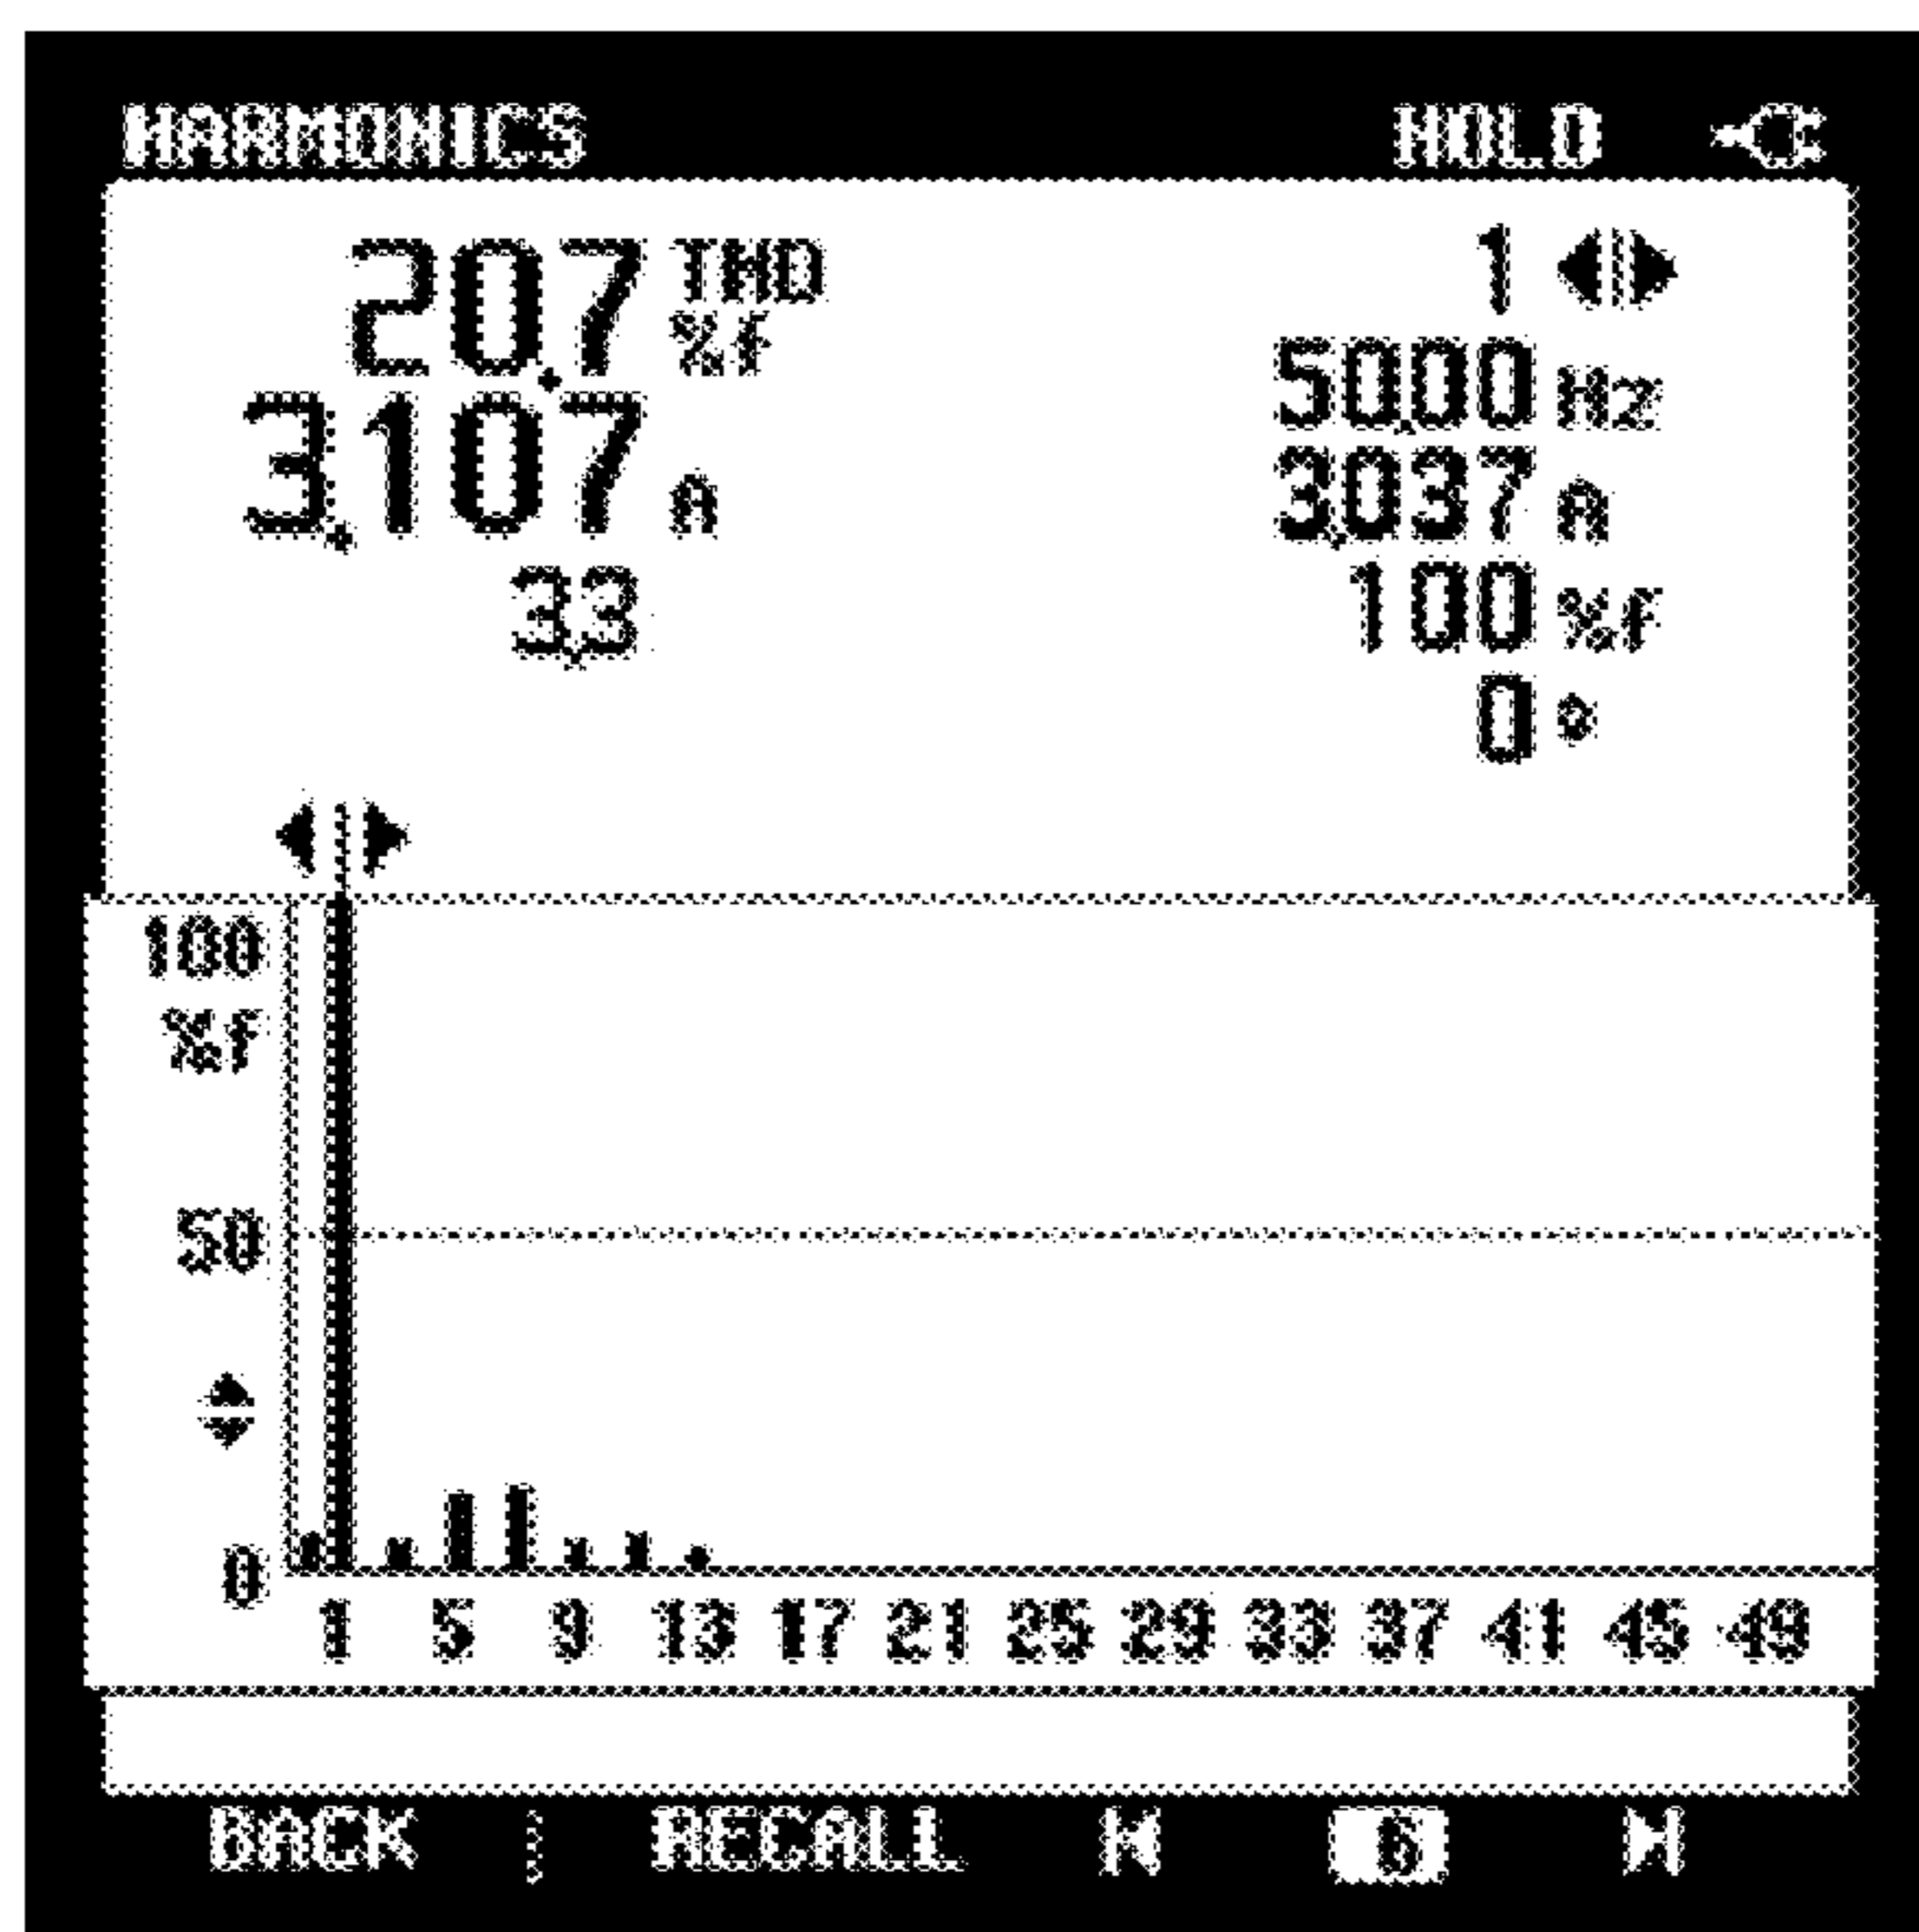 HARMONICS HOLD
20.7 THD %f
3.107 A
3.3
1
50.00 Hz
3.037 A
100 %f
0 °
100
%f
50
0
1 5 9 13 17 21 25 29 33 37 41 45 49
BACK RECALL 6